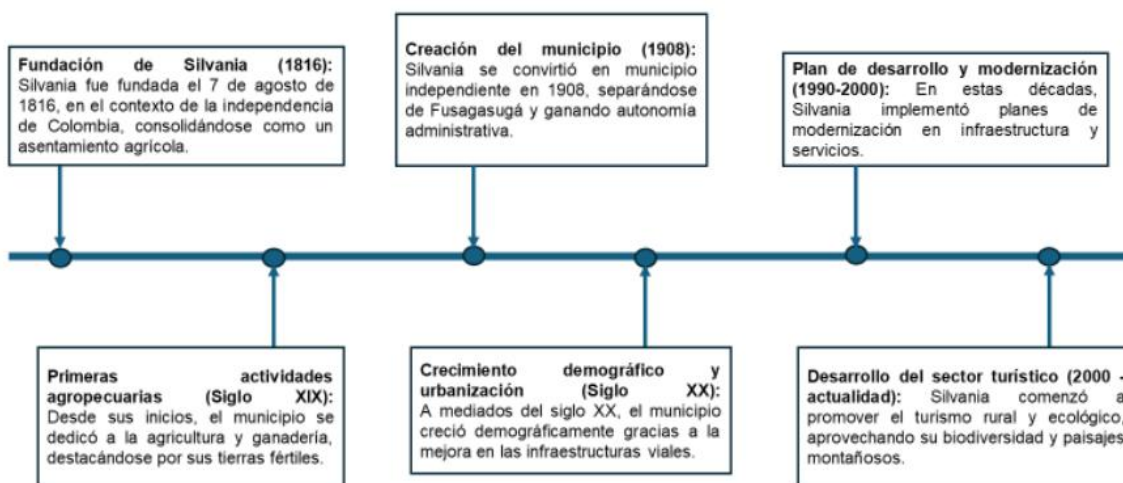 Fundación de Silvania (1816):
Silvania fue fundada el 7 de agosto de
1816, en el contexto de la independencia
de Colombia, consolidándose como un
asentamiento agrícola.
Creación del municipio (1908):
Silvania se convirtió en municipio
independiente en 1908, separándose
de Fusagasugá y ganando autonomía
administrativa.
Plan de desarrollo y modernización
(1990-2000): En estas décadas,
Silvania implementó planes de
modernización en infraestructura y
servicios.
Primeras actividades
agropecuarias (Siglo XIX):
Desde sus inicios, el municipio se
dedicó a la agricultura y ganadería,
destacándose por sus tierras fértiles.
Crecimiento demográfico y
urbanización (Siglo XX):
A mediados del siglo XX, el municipio
creció demográficamente gracias a la
mejora en las infraestructuras viales.
Desarrollo del sector turístico (2000 -
actualidad): Silvania comenzó a
promover el turismo rural y ecológico,
aprovechando su biodiversidad y paisajes
montañosos.